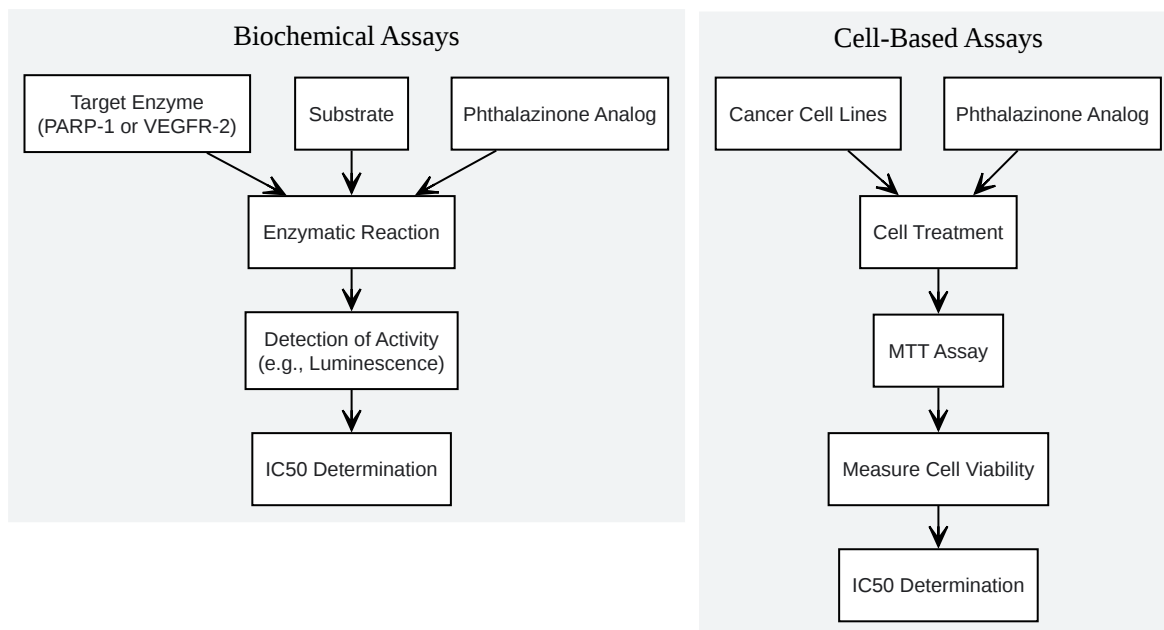 Biochemical Assays
Target Enzyme
(PARP-1 or VEGFR-2)
Substrate
Phthalazinone Analog
Enzymatic Reaction
Detection of Activity
(e.g., Luminescence)
IC50 Determination
Cell-Based Assays
Cancer Cell Lines
Phthalazinone Analog
Cell Treatment
MTT Assay
Measure Cell Viability
IC50 Determination